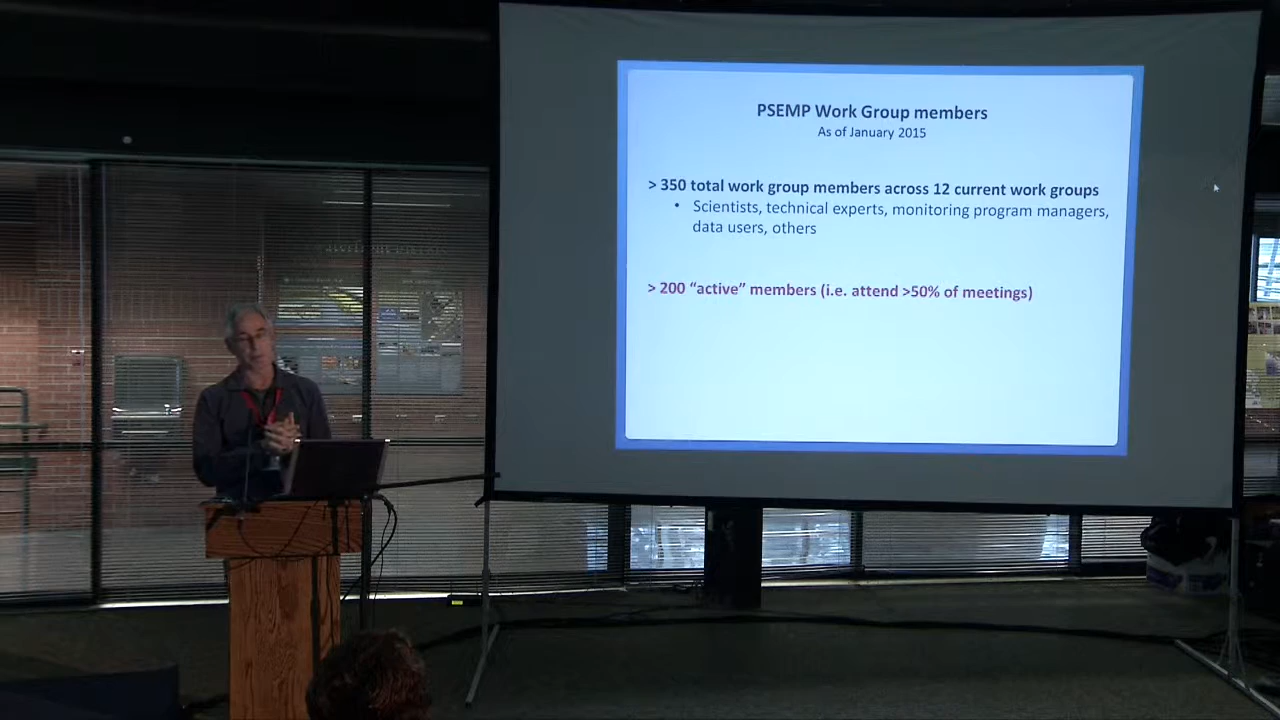 PSEMP Work Group members
As of January 2015
> 350 total work group members across 12 current work groups
• Scientists, technical experts, monitoring program managers,
data users, others
> 200 “active” members (i.e. attend >50% of meetings)